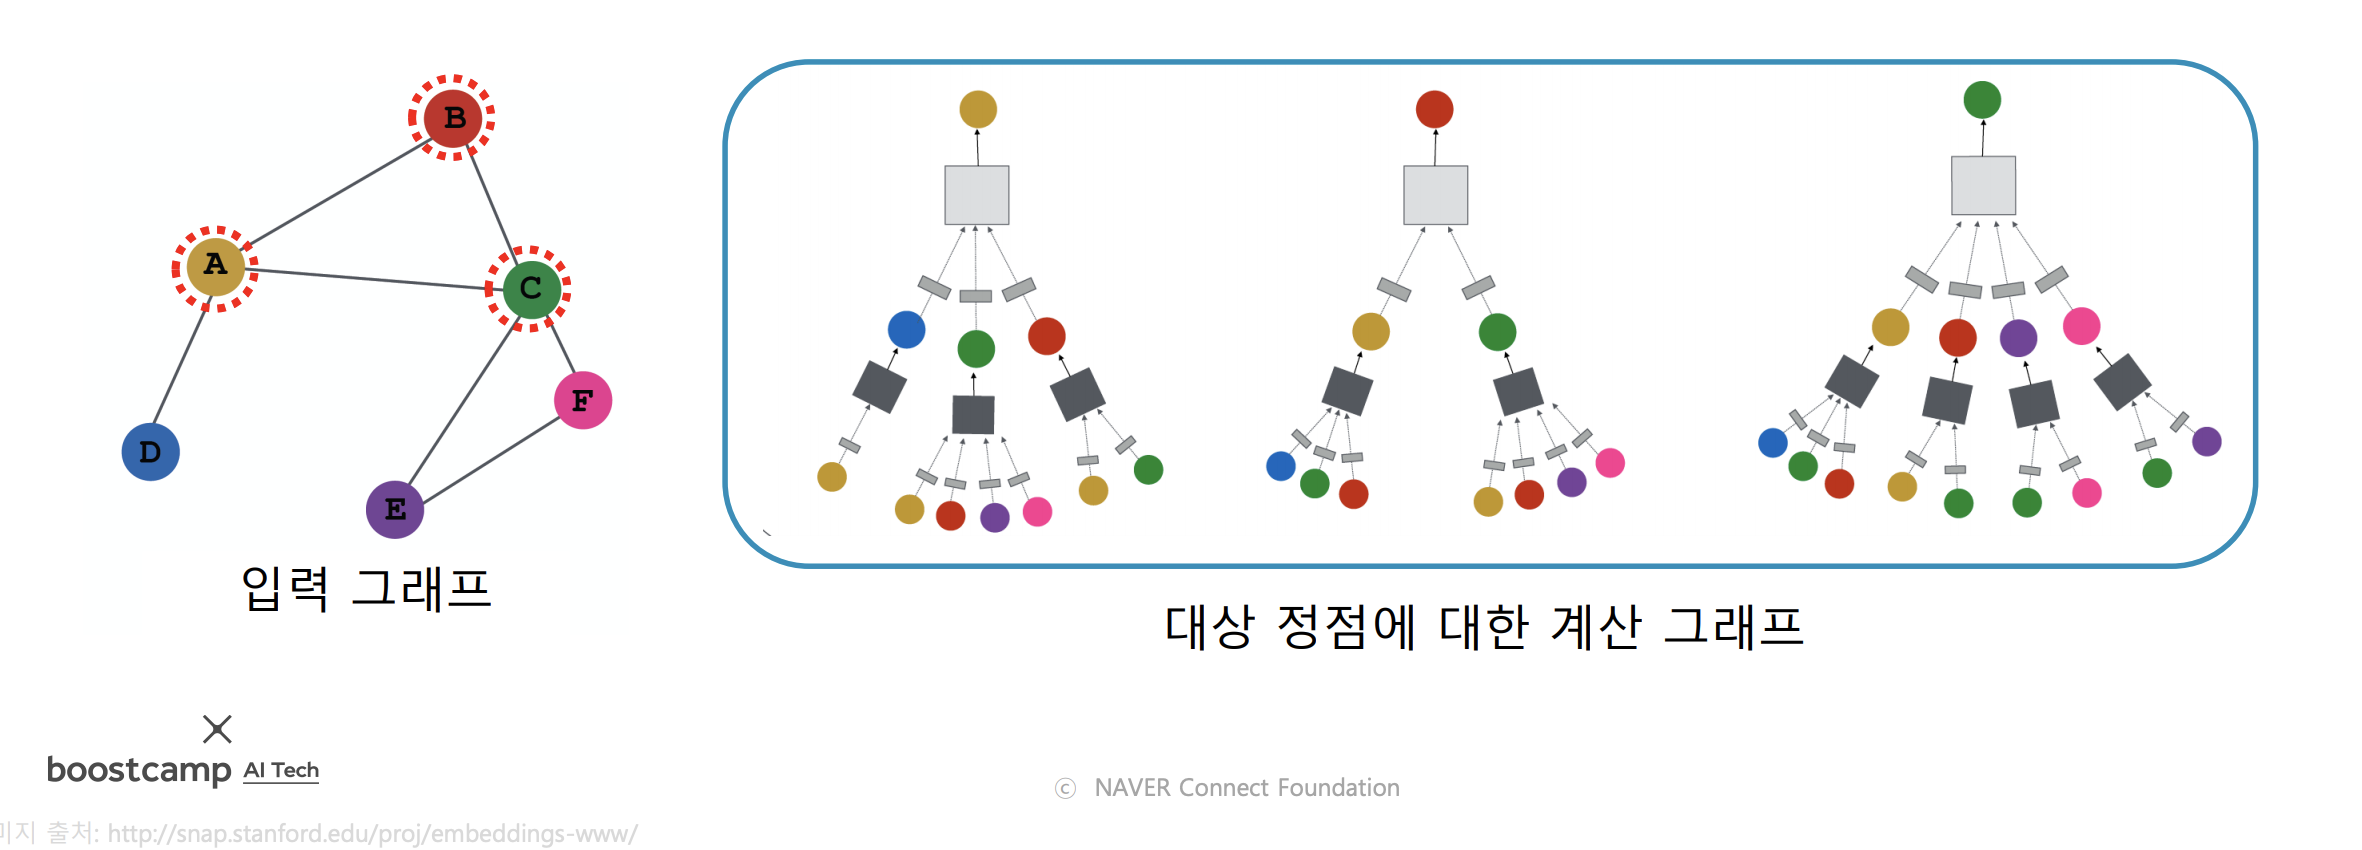 B
A
C
F
D
E
입력 그래프
대상 정점에 대한 계산 그래프
boostcamp AI Tech
ⓒ NAVER Connect Foundation
미지 출처: http://snap.stanford.edu/proj/embeddings-www/